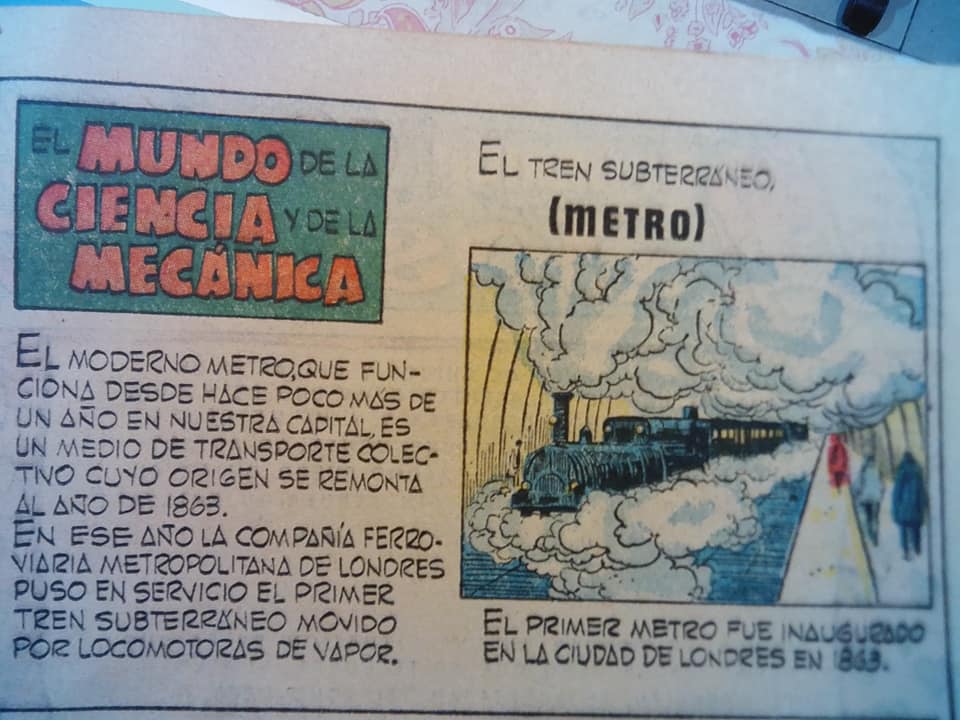 EL MUNDO DE LA
CIENCIA Y DE LA
MECÁNICA
EL MODERNO METRO, QUE FUN-
CIONA DESDE HACE POCO MAS DE
UN AÑO EN NUESTRA CAPITAL, ES
UN MEDIO DE TRANSPORTE COLEC-
TIVO CUYO ORIGEN SE REMONTA
AL AÑO DE 1863.
EN ESE AÑO LA COMPAÑÍA FERRO-
VIARIA METROPOLITANA DE LONDRES
PUSO EN SERVICIO EL PRIMER
TREN SUBTERRÁNEO MOVIDO
POR LOCOMOTORAS DE VAPOR.
EL TREN SUBTERRÁNEO,
(METRO)
EL PRIMER METRO FUE INAUGURADO
EN LA CIUDAD DE LONDRES EN 1863.